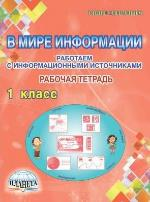 В МИРЕ ИНФОРМАЦИИ
РАБОТАЕМ
С ИНФОРМАЦИОННЫМИ ИСТОЧНИКАМИ
РАБОЧАЯ ТЕТРАДЬ
1 класс
ПЛАНЕТА